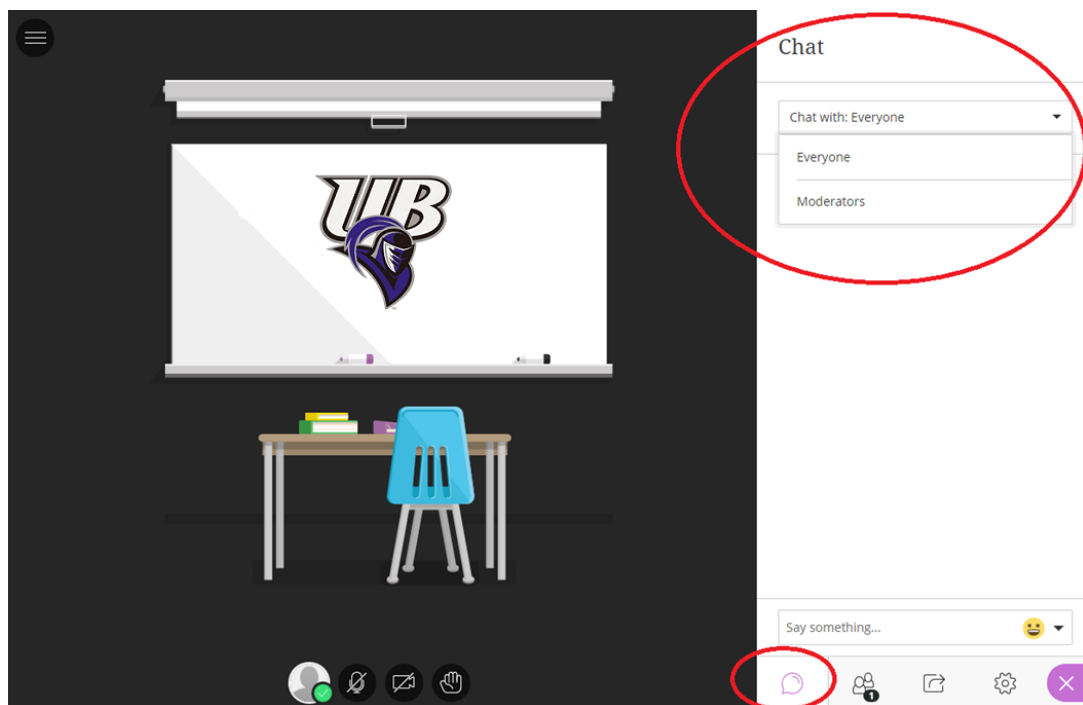 Chat
Chat with: Everyone
Everyone
Moderators
UB
Say something...
1